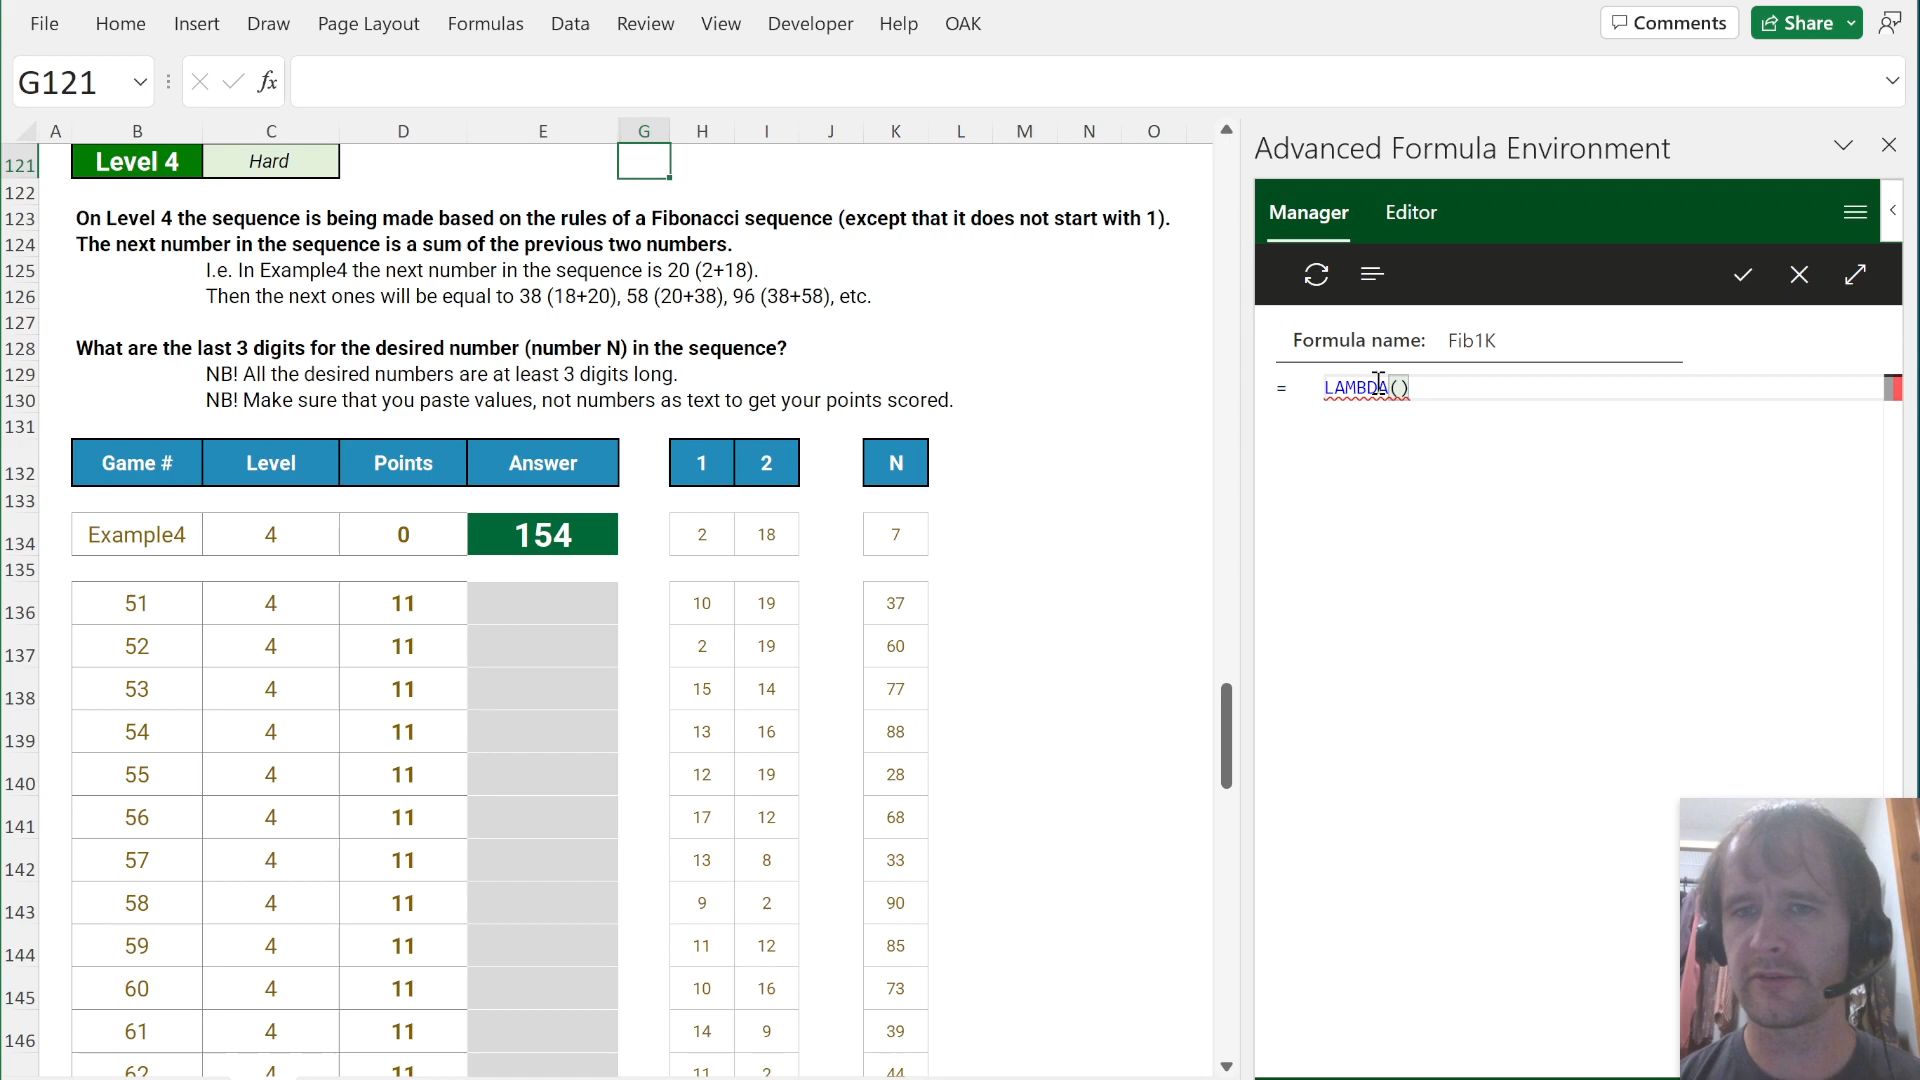 File Home Insert Draw Page Layout Formulas Data Review View Developer Help OAK Comments Share
G121 fx
A B C D E G H I J K L M N O
Advanced Formula Environment
Manager Editor
Formula name: Fib1K
= LAMBDA()
121 Level 4 Hard
122
123 On Level 4 the sequence is being made based on the rules of a Fibonacci sequence (except that it does not start with 1).
124 The next number in the sequence is a sum of the previous two numbers.
125 I.e. In Example4 the next number in the sequence is 20 (2+18).
126 Then the next ones will be equal to 38 (18+20), 58 (20+38), 96 (38+58), etc.
127
128 What are the last 3 digits for the desired number (number N) in the sequence?
129 NB! All the desired numbers are at least 3 digits long.
130 NB! Make sure that you paste values, not numbers as text to get your points scored.
131
132 Game # Level Points Answer 1 2 N
133
134 Example4 4 0 154 2 18 7
135
136 51 4 11 10 19 37
137 52 4 11 2 19 60
138 53 4 11 15 14 77
139 54 4 11 13 16 88
140 55 4 11 12 19 28
141 56 4 11 17 12 68
142 57 4 11 13 8 33
143 58 4 11 9 2 90
144 59 4 11 11 12 85
145 60 4 11 10 16 73
146 61 4 11 14 9 39
62 4 11 11 2 44